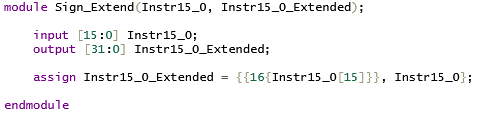 module Sign_Extend(Instr15_0, Instr15_0_Extended);
input [15:0] Instr15_0;
output [31:0] Instr15_0_Extended;
assign Instr15_0_Extended = {{16{Instr15_0[15]}}, Instr15_0};
endmodule